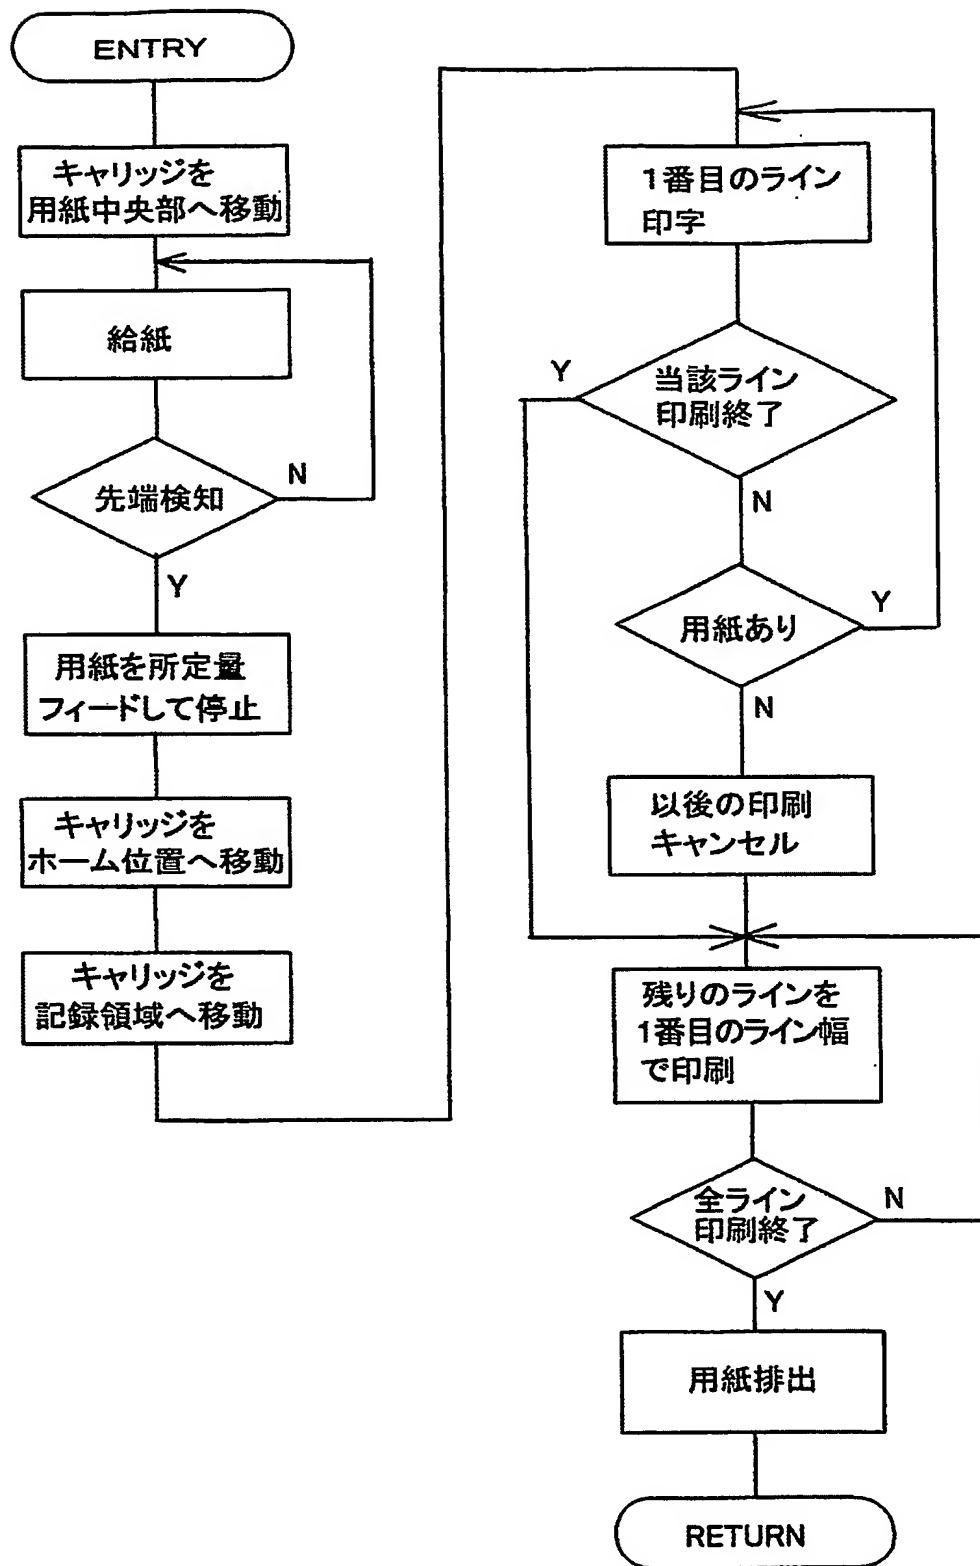 ENTRY
キャリッジを
用紙中央部へ移動
給紙
先端検知
N
Y
用紙を所定量
フィードして停止
キャリッジを
ホーム位置へ移動
キャリッジを
記録領域へ移動
1番目のライン
印字
当該ライン
印刷終了
Y
N
用紙あり
Y
N
以後の印刷
キャンセル
残りのラインを
1番目のライン幅
で印刷
全ライン
印刷終了
N
Y
用紙排出
RETURN